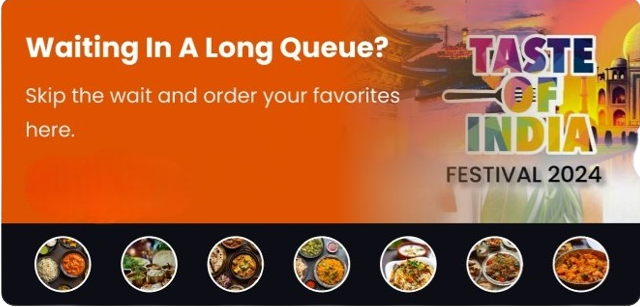 Waiting In A Long Queue?
Skip the wait and order your favorites
here.
TASTE
OF
INDIA
FESTIVAL 2024